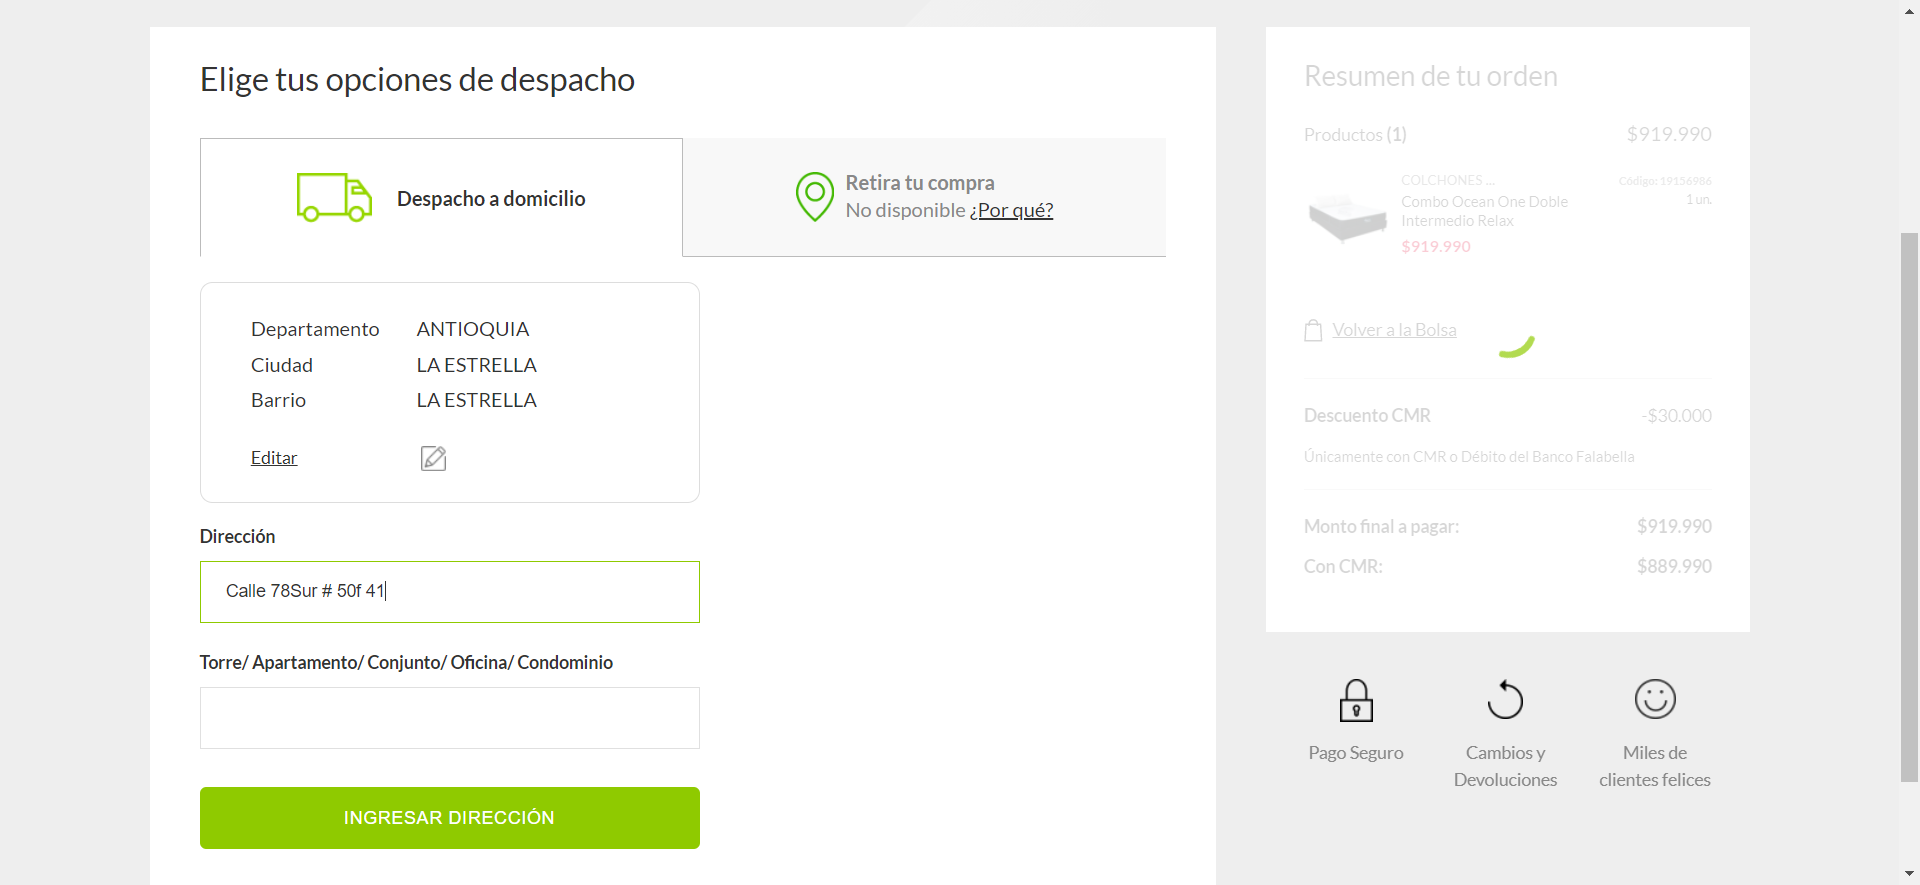 Elige tus opciones de despacho
Despacho a domicilio
Retira tu compra
No disponible ¿Por qué?
Departamento ANTIOQUIA
Ciudad LA ESTRELLA
Barrio LA ESTRELLA
Editar
Dirección
Calle 78Sur # 50f 41
Torre/ Apartamento/ Conjunto/ Oficina/ Condominio
INGRESAR DIRECCIÓN
Resumen de tu orden
Productos (1) $919.990
COLCHONES ... Código: 19156986
Combo Ocean One Doble 1 un.
Intermedio Relax
$919.990
Volver a la Bolsa
Descuento CMR -$30.000
Únicamente con CMR o Débito del Banco Falabella
Monto final a pagar: $919.990
Con CMR: $889.990
Pago Seguro
Cambios y
Devoluciones
Miles de
clientes felices